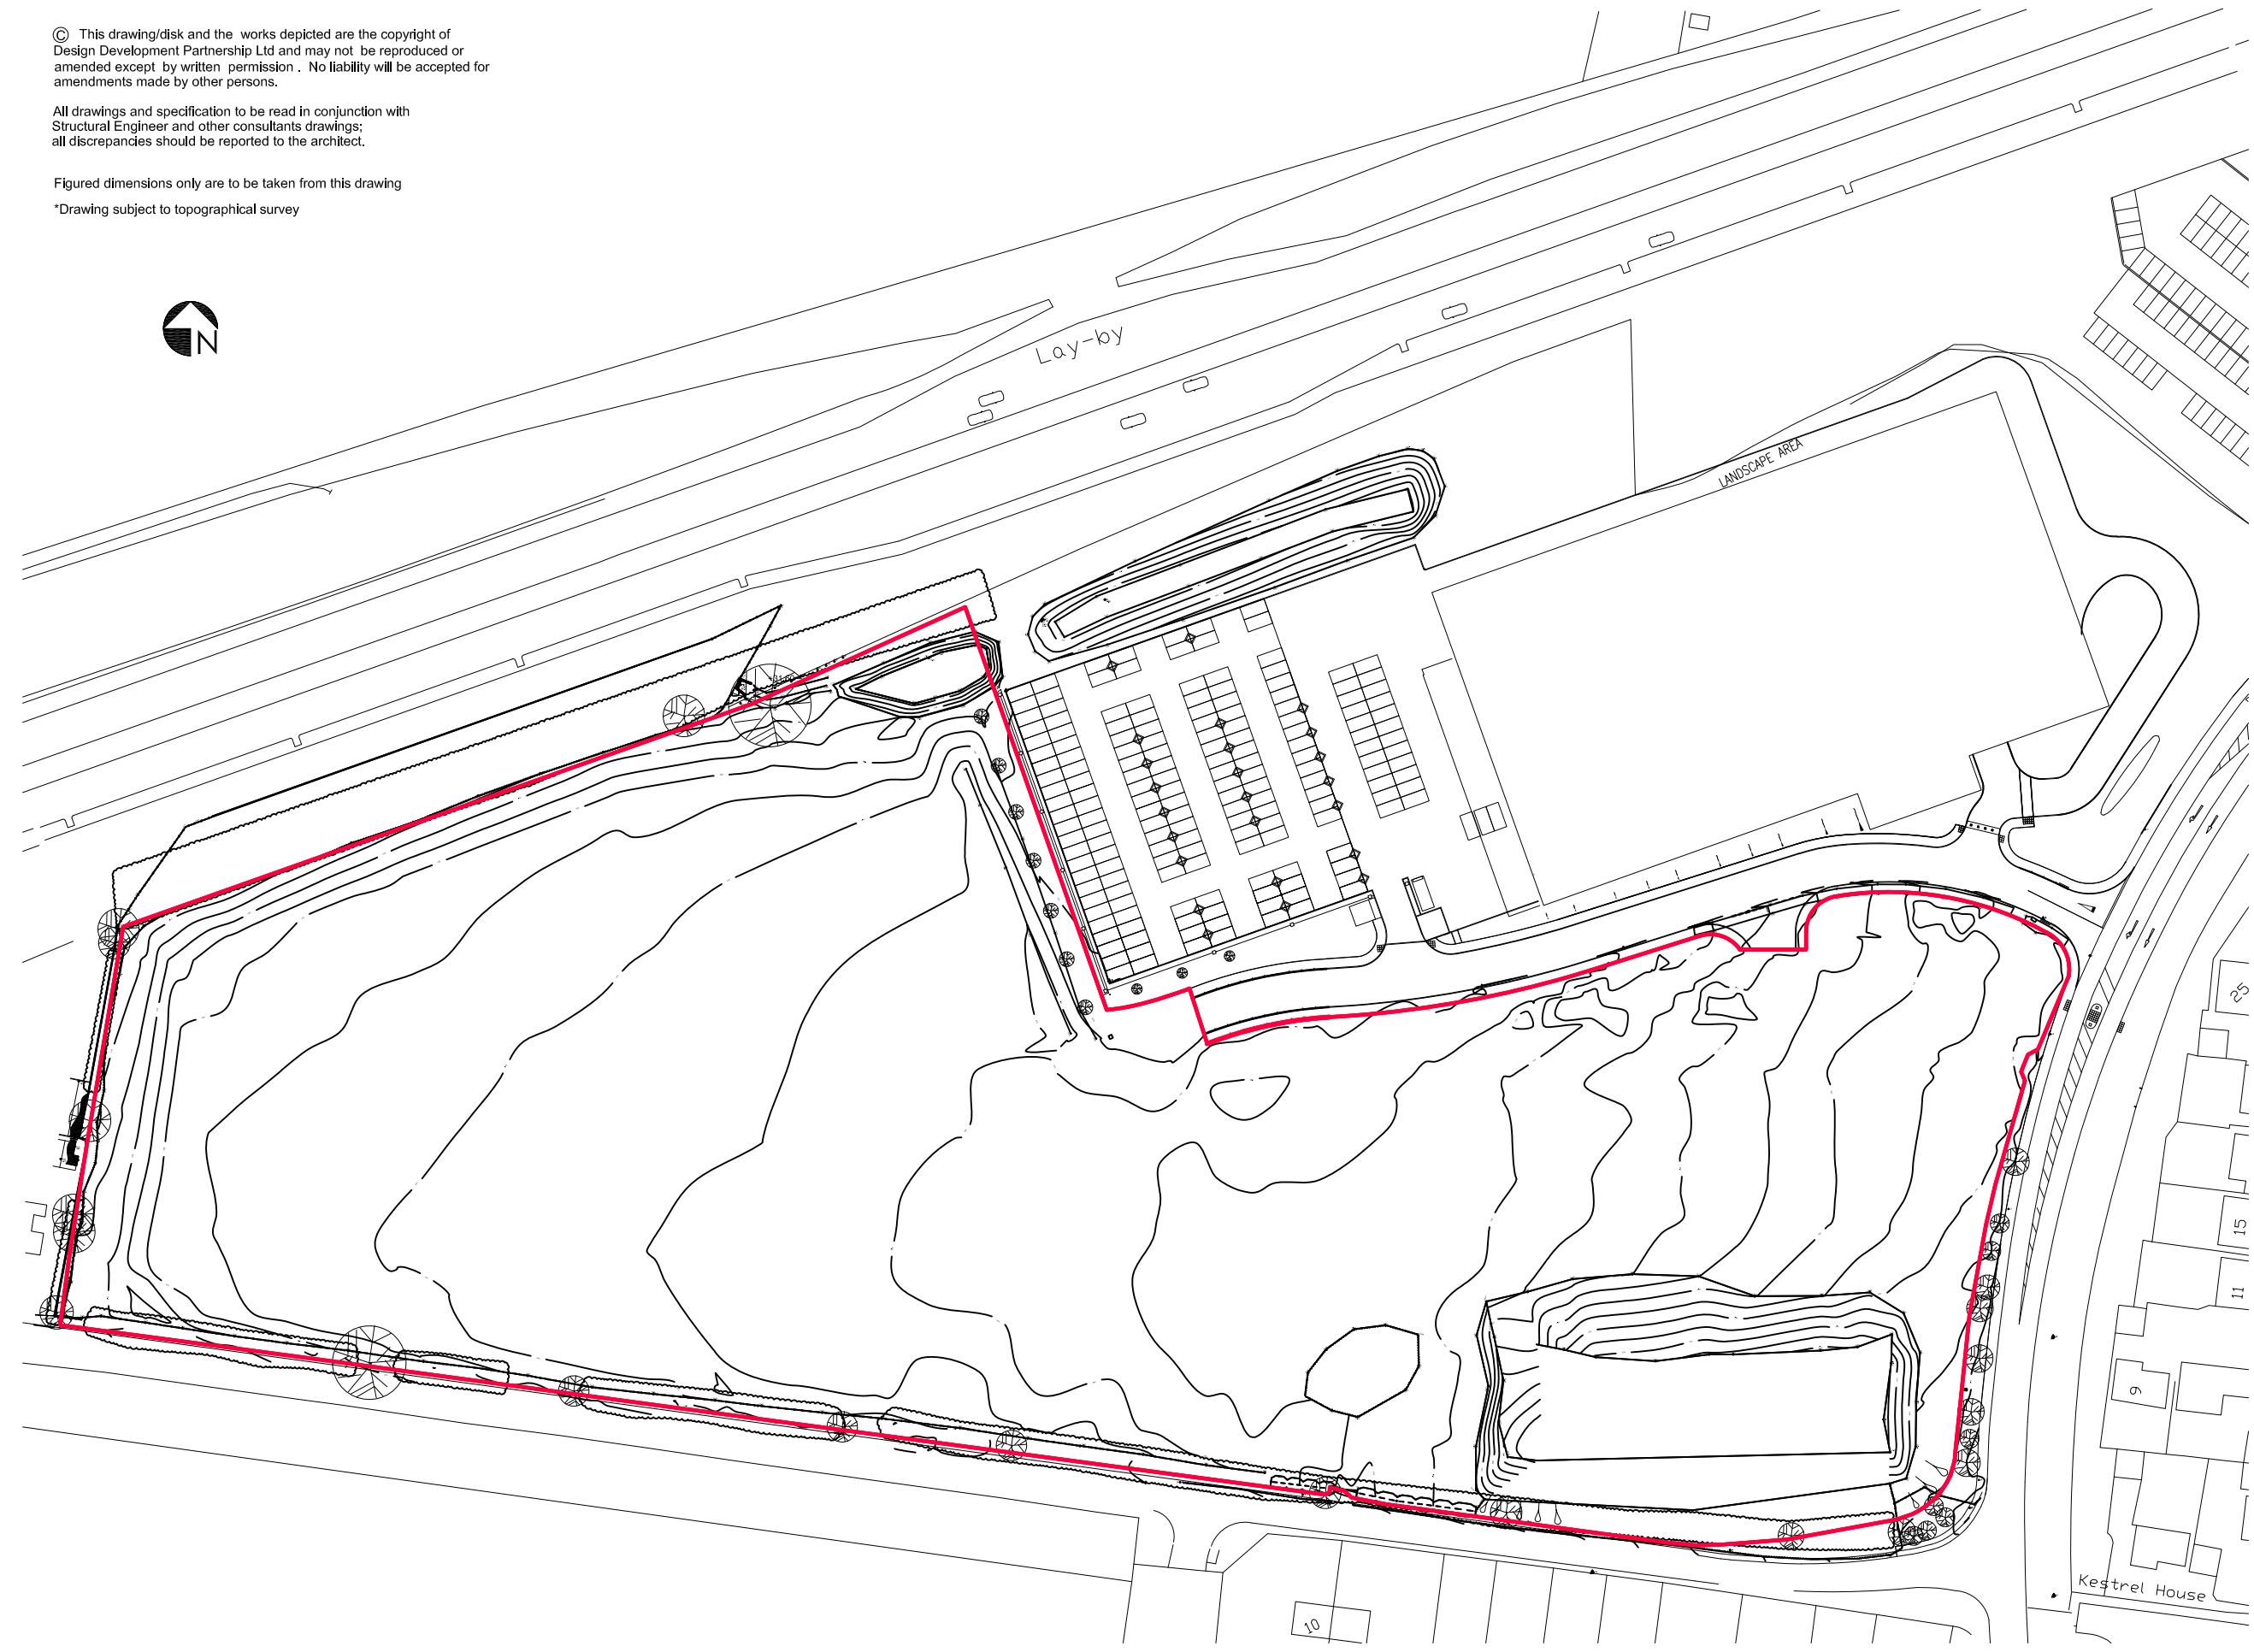 © This drawing/disk and the works depicted are the copyright of
Design Development Partnership Ltd and may not be reproduced or
amended except by written permission . No liability will be accepted for
amendments made by other persons.
All drawings and specification to be read in conjunction with
Structural Engineer and other consultants drawings;
all discrepancies should be reported to the architect.
Figured dimensions only are to be taken from this drawing
*Drawing subject to topographical survey
N
Lay-by
LANDSCAPE AREA
25
15
11
9
Kestrel House
10